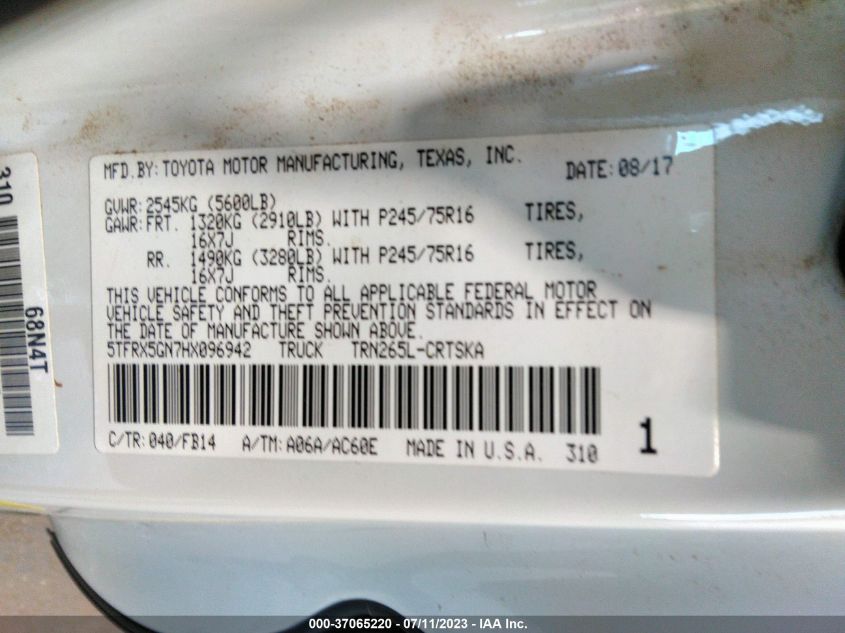 MFD.BY: TOYOTA MOTOR MANUFACTURING, TEXAS, INC. DATE: 08/17
GVWR: 2545KG (5600LB)
GAWR: FRT. 1320KG (2910LB) WITH P245/75R16 TIRES,
16X7J RIMS.
RR. 1490KG (3280LB) WITH P245/75R16 TIRES,
16X7J RIMS.
THIS VEHICLE CONFORMS TO ALL APPLICABLE FEDERAL MOTOR
VEHICLE SAFETY AND THEFT PREVENTION STANDARDS IN EFFECT ON
THE DATE OF MANUFACTURE SHOWN ABOVE.
5TFRX5GN7HX096942 TRUCK TRN265L-CRTSKA
C/TR: 040/FB14 A/TM: A06A/AC60E MADE IN U.S.A. 310 1
310
68N4T
000-37065220 - 07/11/2023 - © IAA Inc.